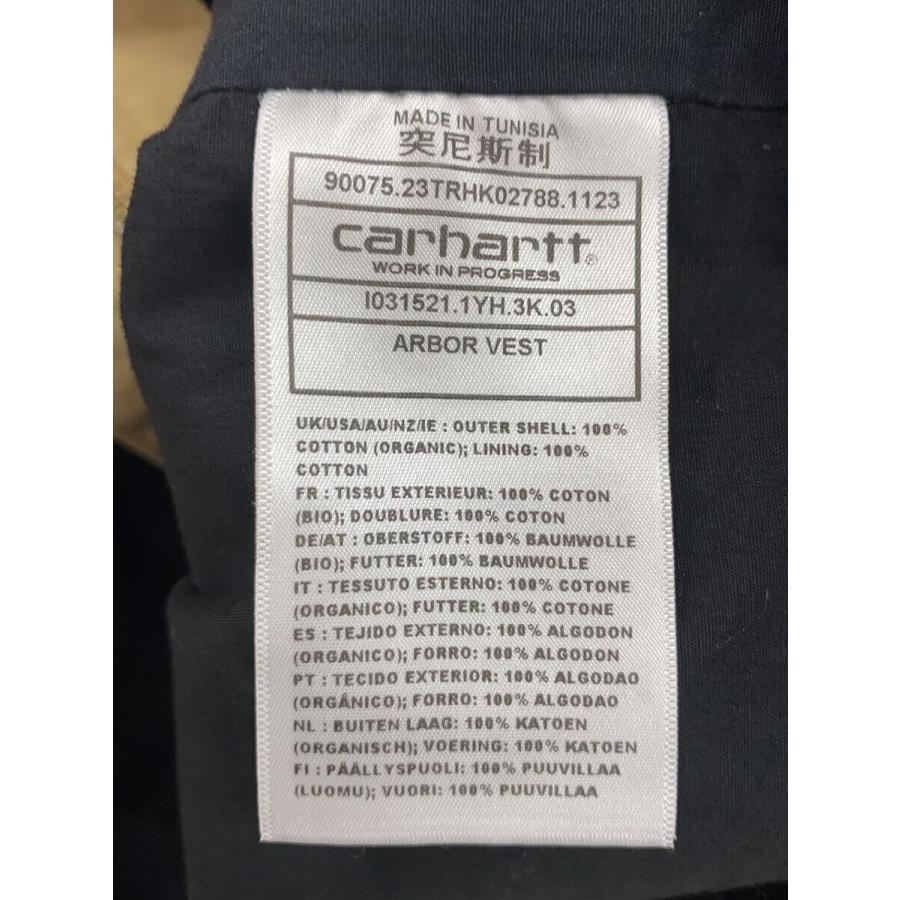 MADE IN TUNISIA
突尼斯制
90075.23TRHK02788.1123
carhartt®
WORK IN PROGRESS
I031521.1YH.3K.03
ARBOR VEST
UK/USA/AU/NZ/IE : OUTER SHELL: 100%
COTTON (ORGANIC); LINING: 100%
COTTON
FR : TISSU EXTERIEUR: 100% COTON
(BIO); DOUBLURE: 100% COTON
DE/AT : OBERSTOFF: 100% BAUMWOLLE
(BIO); FUTTER: 100% BAUMWOLLE
IT : TESSUTO ESTERNO: 100% COTONE
(ORGANICO); FUTTER: 100% COTONE
ES : TEJIDO EXTERNO: 100% ALGODON
(ORGANICO); FORRO: 100% ALGODON
PT : TECIDO EXTERIOR: 100% ALGODAO
(ORGÂNICO); FORRO: 100% ALGODAO
NL : BUITEN LAAG: 100% KATOEN
(ORGANISCH); VOERING: 100% KATOEN
FI : PÄÄLLYSPUOLI: 100% PUUVILLAA
(LUOMU); VUORI: 100% PUUVILLAA